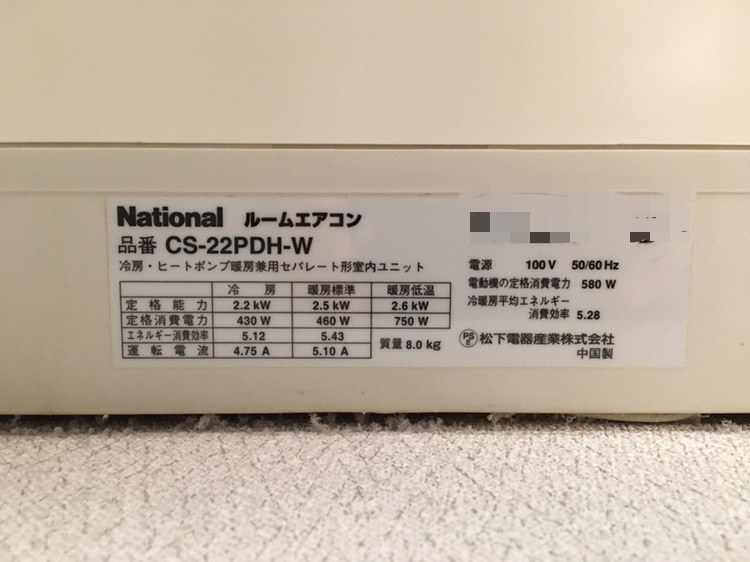 National ルームエアコン
品番 CS-22PDH-W
冷房・ヒートポンプ暖房兼用セパレート形室内ユニット
冷房 暖房標準 暖房低温
定格能力 2.2 kW 2.5 kW 2.6 kW
定格消費電力 430 W 460 W 750 W
エネルギー消費効率 5.12 5.43
運転電流 4.75 A 5.10 A
質量 8.0 kg
電源 100 V 50/60 Hz
電動機の定格消費電力 580 W
冷暖房平均エネルギー
消費効率 5.28
PSE 松下電器産業株式会社
中国製